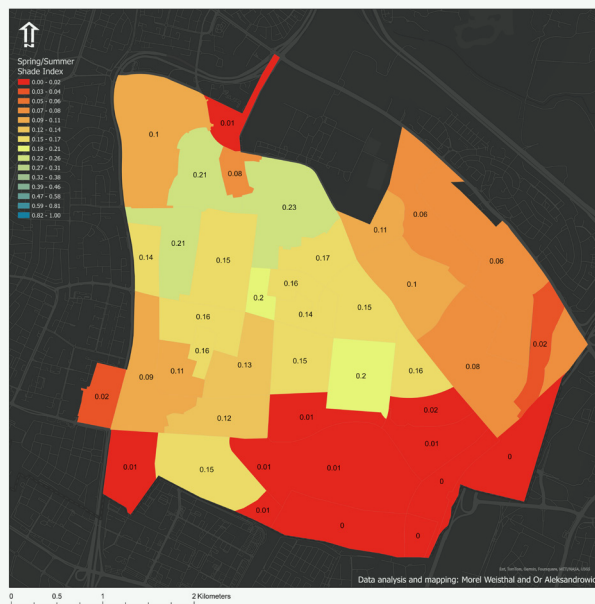 Spring/Summer
Shade Index
0.00 - 0.02
0.03 - 0.04
0.05 - 0.06
0.07 - 0.08
0.09 - 0.11
0.12 - 0.14
0.15 - 0.17
0.18 - 0.21
0.22 - 0.26
0.27 - 0.31
0.32 - 0.38
0.39 - 0.46
0.47 - 0.58
0.59 - 0.81
0.82 - 1.00
0.01
0.1
0.21
0.08
0.23
0.06
0.11
0.21
0.14
0.15
0.17
0.06
0.16
0.1
0.2
0.15
0.16
0.14
0.02
0.16
0.15
0.13
0.08
0.11
0.16
0.09
0.2
0.02
0.12
0.01
0.02
0.01
0
0.01
0.15
0.01
0.01
0
0.01
0
0
Esri, TomTom, Garmin, Foursquare, METI/NASA, USGS
Data analysis and mapping: Morel Weisthal and Or Aleksandrowic
0 0.5 1 2 Kilometers